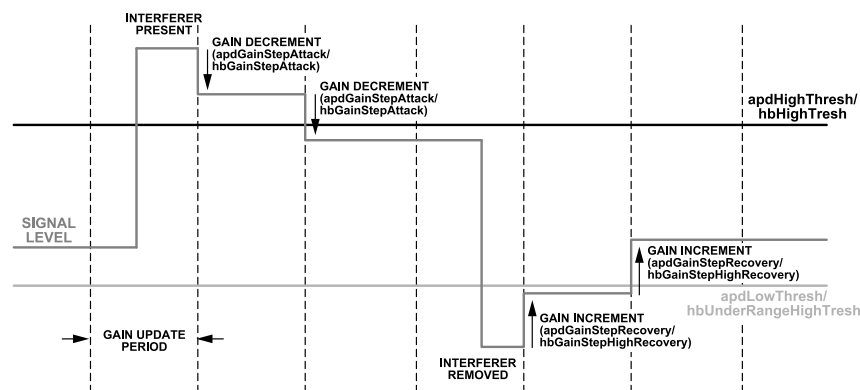 INTERFERER
PRESENT
GAIN DECREMENT
(apdGainStepAttack/
hbGainStepAttack)
GAIN DECREMENT
(apdGainStepAttack/
hbGainStepAttack)
apdHighThresh/
hbHighTresh
SIGNAL
LEVEL
GAIN INCREMENT
(apdGainStepRecovery/
hbGainStepHighRecovery)
apdLowThresh/
hbUnderRangeHighTresh
GAIN INCREMENT
(apdGainStepRecovery/
hbGainStepHighRecovery)
GAIN UPDATE
PERIOD
INTERFERER
REMOVED